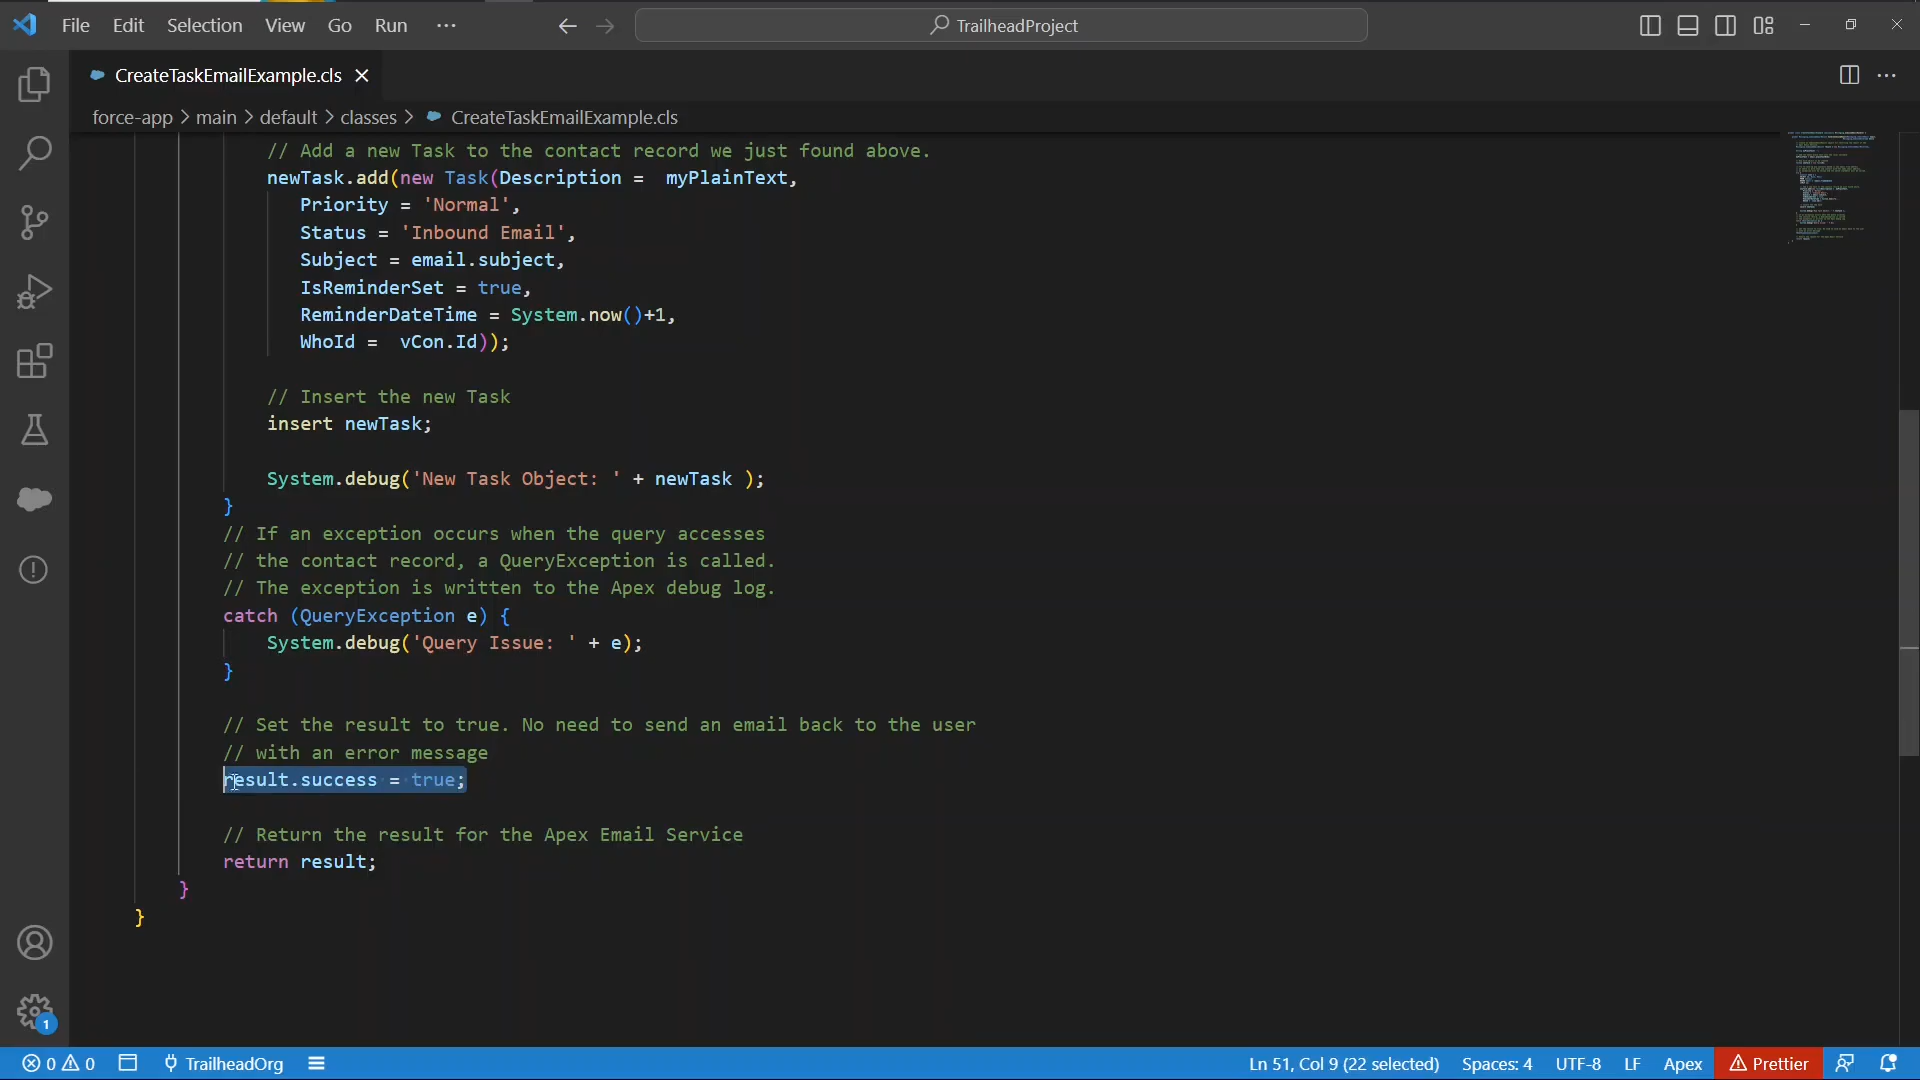 File Edit Selection View Go Run ··· TrailheadProject
CreateTaskEmailExample.cls
force-app > main > default > classes > CreateTaskEmailExample.cls
// Add a new Task to the contact record we just found above.
newTask.add(new Task(Description =  myPlainText,
Priority = 'Normal',
Status = 'Inbound Email',
Subject = email.subject,
IsReminderSet = true,
ReminderDateTime = System.now()+1,
WhoId =  vCon.Id));
// Insert the new Task
insert newTask;
System.debug('New Task Object: ' + newTask );
}
// If an exception occurs when the query accesses
// the contact record, a QueryException is called.
// The exception is written to the Apex debug log.
catch (QueryException e) {
System.debug('Query Issue: ' + e);
}
// Set the result to true. No need to send an email back to the user
// with an error message
result.success = true;
// Return the result for the Apex Email Service
return result;
}
}
1
0 0 TrailheadOrg Ln 51, Col 9 (22 selected) Spaces: 4 UTF-8 LF Apex Prettier